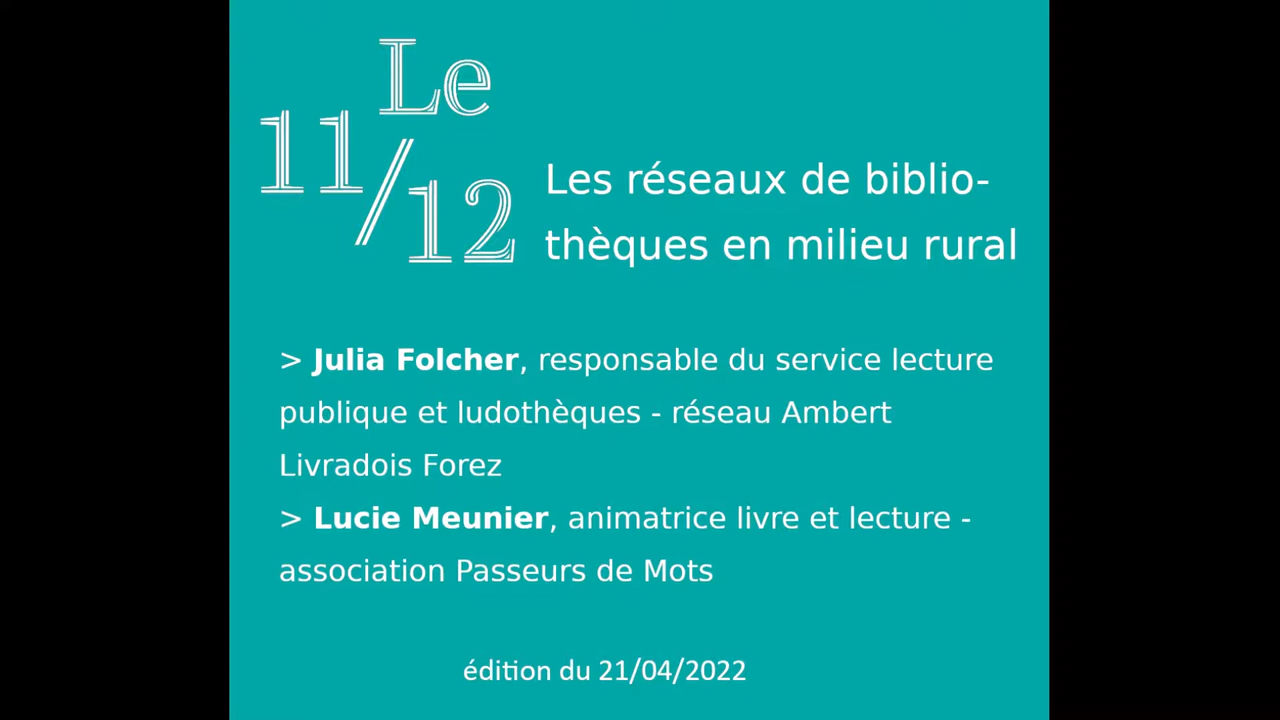 Le
11/12
Les réseaux de biblio-
thèques en milieu rural
> Julia Folcher, responsable du service lecture
publique et ludothèques - réseau Ambert
Livradois Forez
> Lucie Meunier, animatrice livre et lecture -
association Passeurs de Mots
édition du 21/04/2022